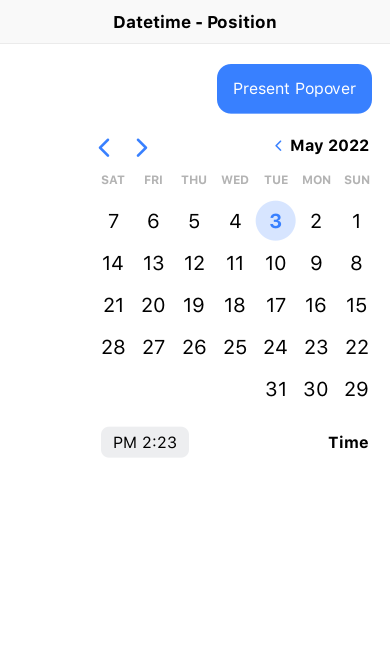 Datetime - Position
Present Popover
May 2022
SAT FRI THU WED TUE MON SUN
7 6 5 4 3 2 1
14 13 12 11 10 9 8
21 20 19 18 17 16 15
28 27 26 25 24 23 22
31 30 29
PM 2:23 Time